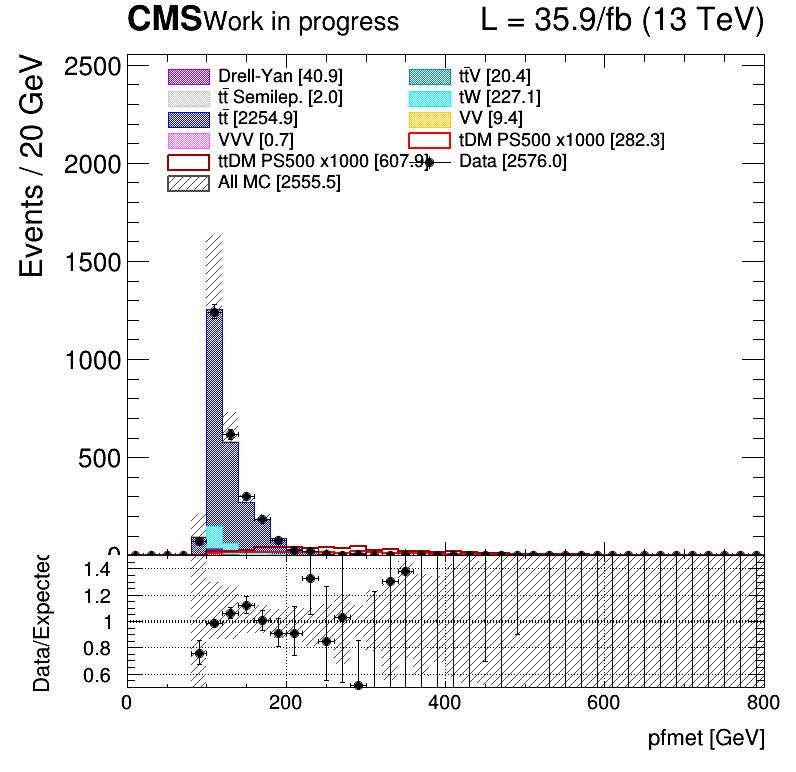 CMS Work in progress L = 35.9/fb (13 TeV)
Events / 20 GeV
2500
2000
1500
1000
500
0
Drell-Yan [40.9] tt̄V [20.4]
tt̄ Semilep. [2.0] tW [227.1]
tt̄ [2254.9] VV [9.4]
VVV [0.7] tDM PS500 x1000 [282.3]
ttDM PS500 x1000 [607.9] Data [2576.0]
All MC [2555.5]
Data/Expected
1.4
1.2
1
0.8
0.6
0 200 400 600 800
pfmet [GeV]